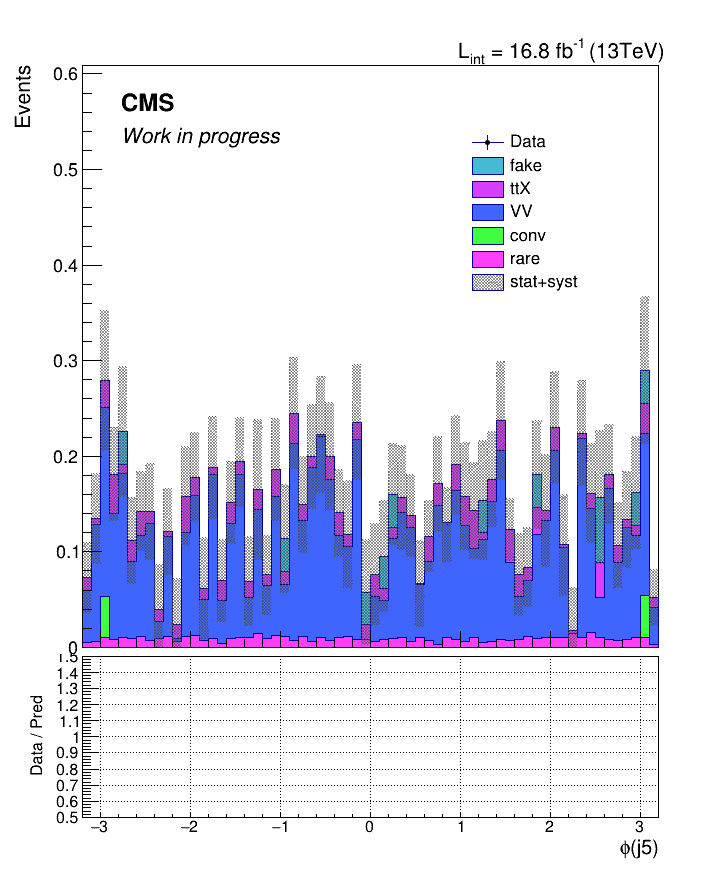 L_int = 16.8 fb^-1 (13TeV)
Events
CMS
Work in progress
Data
fake
ttX
VV
conv
rare
stat+syst
0.6
0.5
0.4
0.3
0.2
0.1
0
Data / Pred
1.5
1.4
1.3
1.2
1.1
1
0.9
0.8
0.7
0.6
0.5
−3 −2 −1 0 1 2 3
ϕ(j5)